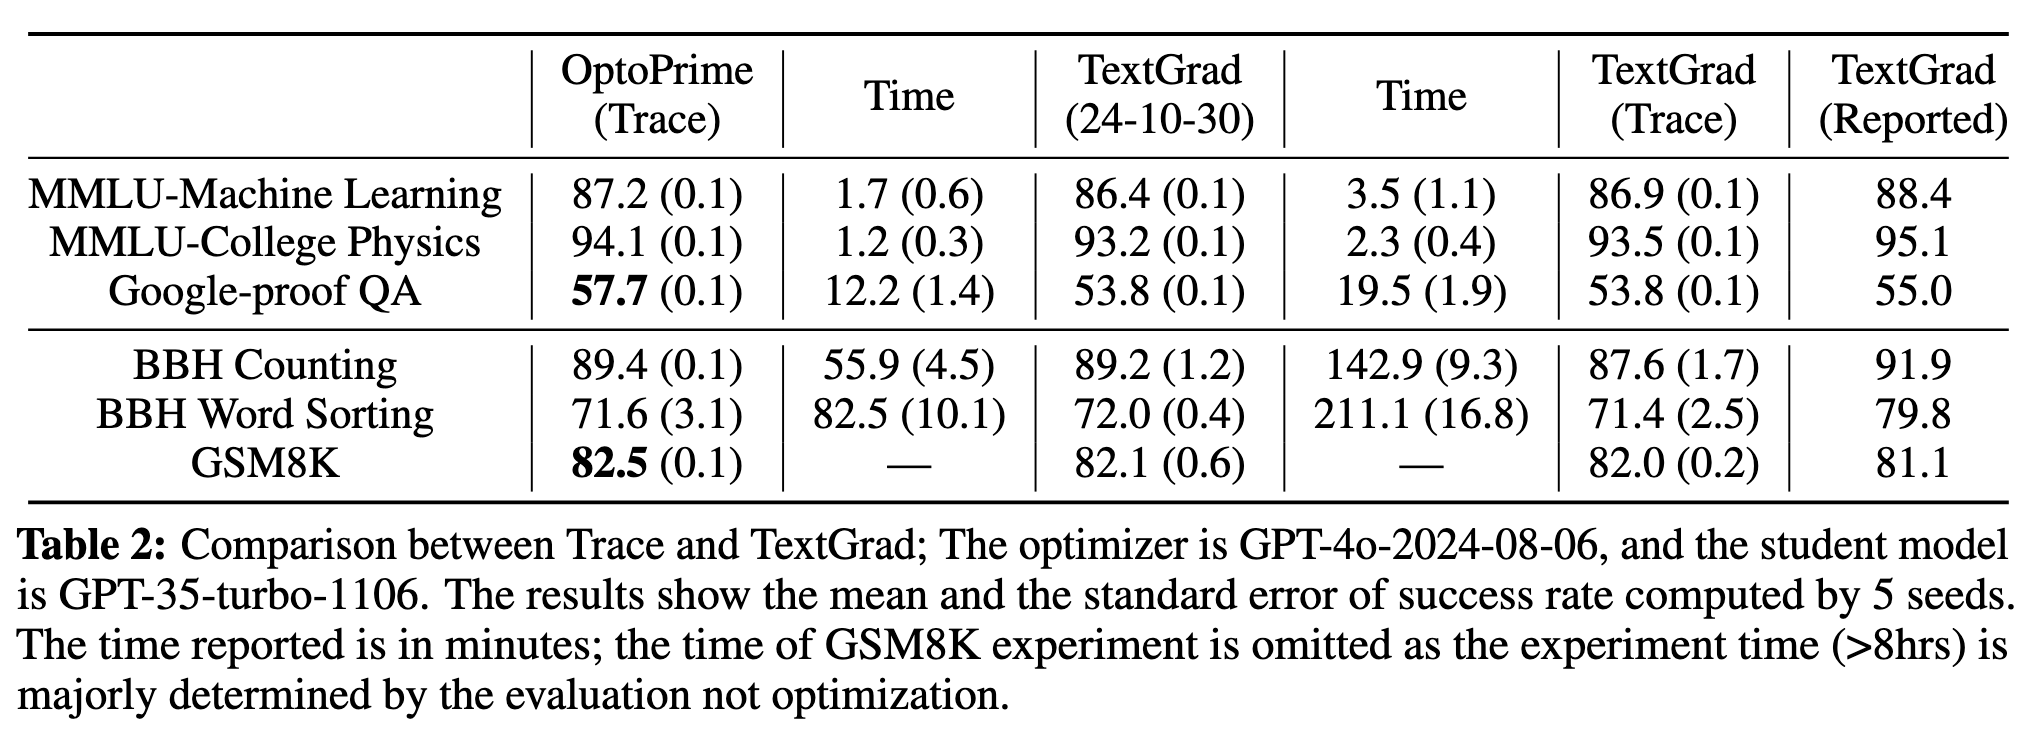 OptoPrime (Trace) Time TextGrad (24-10-30) Time TextGrad (Trace) TextGrad (Reported)
MMLU-Machine Learning 87.2 (0.1) 1.7 (0.6) 86.4 (0.1) 3.5 (1.1) 86.9 (0.1) 88.4
MMLU-College Physics 94.1 (0.1) 1.2 (0.3) 93.2 (0.1) 2.3 (0.4) 93.5 (0.1) 95.1
Google-proof QA 57.7 (0.1) 12.2 (1.4) 53.8 (0.1) 19.5 (1.9) 53.8 (0.1) 55.0
BBH Counting 89.4 (0.1) 55.9 (4.5) 89.2 (1.2) 142.9 (9.3) 87.6 (1.7) 91.9
BBH Word Sorting 71.6 (3.1) 82.5 (10.1) 72.0 (0.4) 211.1 (16.8) 71.4 (2.5) 79.8
GSM8K 82.5 (0.1) — 82.1 (0.6) — 82.0 (0.2) 81.1
Table 2: Comparison between Trace and TextGrad; The optimizer is GPT-4o-2024-08-06, and the student model
is GPT-35-turbo-1106. The results show the mean and the standard error of success rate computed by 5 seeds.
The time reported is in minutes; the time of GSM8K experiment is omitted as the experiment time (>8hrs) is
majorly determined by the evaluation not optimization.